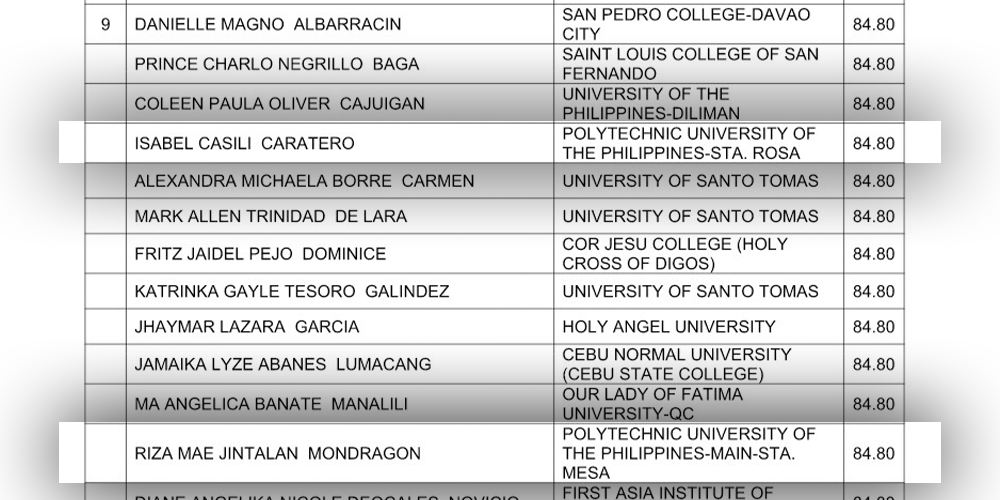 9 DANIELLE MAGNO ALBARRACIN SAN PEDRO COLLEGE-DAVAO CITY 84.80
PRINCE CHARLO NEGRILLO BAGA SAINT LOUIS COLLEGE OF SAN FERNANDO 84.80
COLEEN PAULA OLIVER CAJUIGAN UNIVERSITY OF THE PHILIPPINES-DILIMAN 84.80
ISABEL CASILI CARATERO POLYTECHNIC UNIVERSITY OF THE PHILIPPINES-STA. ROSA 84.80
ALEXANDRA MICHAELA BORRE CARMEN UNIVERSITY OF SANTO TOMAS 84.80
MARK ALLEN TRINIDAD DE LARA UNIVERSITY OF SANTO TOMAS 84.80
FRITZ JAIDEL PEJO DOMINICE COR JESU COLLEGE (HOLY CROSS OF DIGOS) 84.80
KATRINKA GAYLE TESORO GALINDEZ UNIVERSITY OF SANTO TOMAS 84.80
JHAYMAR LAZARA GARCIA HOLY ANGEL UNIVERSITY 84.80
JAMAIKA LYZE ABANES LUMACANG CEBU NORMAL UNIVERSITY (CEBU STATE COLLEGE) 84.80
MA ANGELICA BANATE MANALILI OUR LADY OF FATIMA UNIVERSITY-QC 84.80
RIZA MAE JINTALAN MONDRAGON POLYTECHNIC UNIVERSITY OF THE PHILIPPINES-MAIN-STA. MESA 84.80
FIRST ASIA INSTITUTE OF